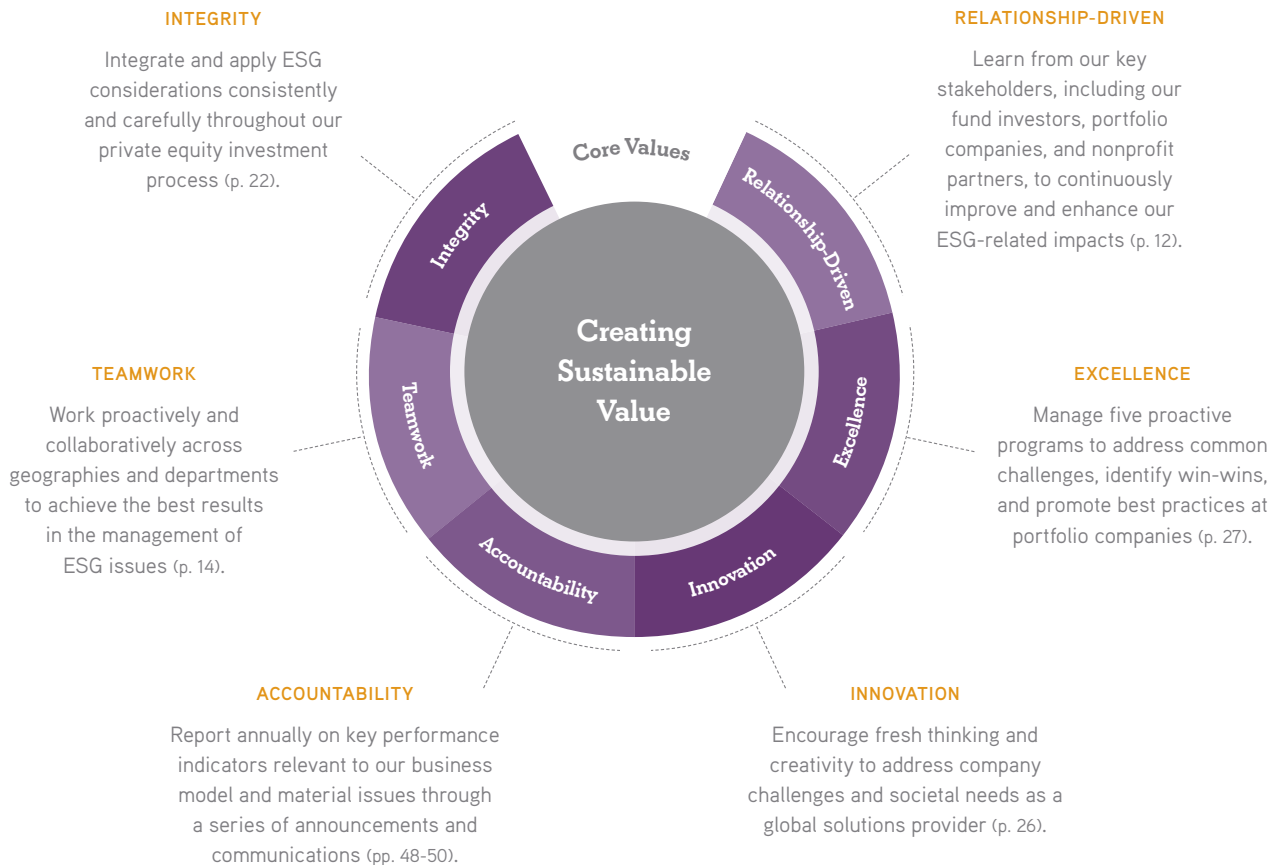 INTEGRITY
Integrate and apply ESG
considerations consistently
and carefully throughout our
private equity investment
process (p. 22).
RELATIONSHIP-DRIVEN
Learn from our key
stakeholders, including our
fund investors, portfolio
companies, and nonprofit
partners, to continuously
improve and enhance our
ESG-related impacts (p. 12).
Core Values
Integrity
Relationship-Driven
Creating
Sustainable
Value
Teamwork
Excellence
Accountability
Innovation
TEAMWORK
Work proactively and
collaboratively across
geographies and departments
to achieve the best results
in the management of
ESG issues (p. 14).
EXCELLENCE
Manage five proactive
programs to address common
challenges, identify win-wins,
and promote best practices at
portfolio companies (p. 27).
ACCOUNTABILITY
Report annually on key performance
indicators relevant to our business
model and material issues through
a series of announcements and
communications (pp. 48-50).
INNOVATION
Encourage fresh thinking and
creativity to address company
challenges and societal needs as a
global solutions provider (p. 26).